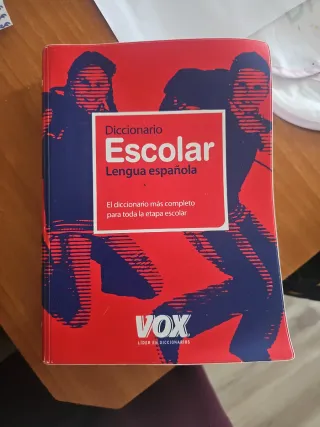 Diccionario
Escolar
Lengua española
El diccionario más completo
para toda la etapa escolar
VOX
LÍDER EN DICCIONARIOS